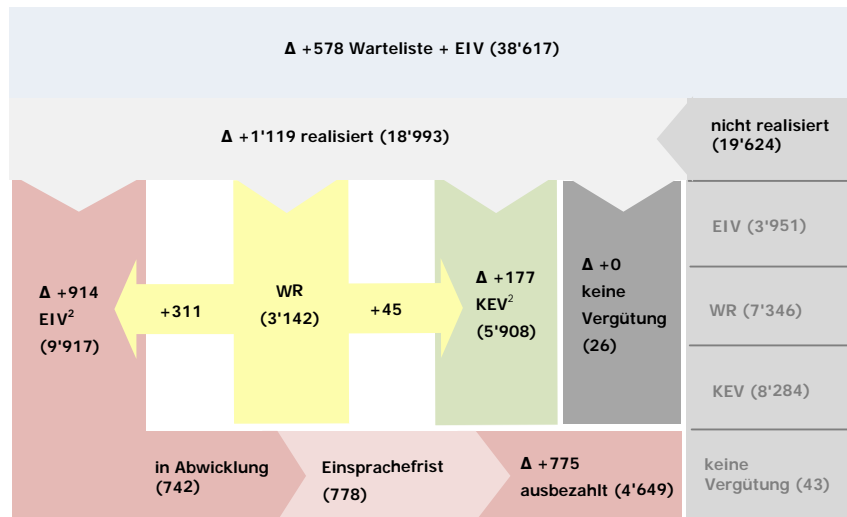 Δ +578 Warteliste + EIV (38'617)
Δ +1'119 realisiert (18'993)
nicht realisiert
(19'624)
Δ +914
EIV²
(9'917)
+311
WR
(3'142)
+45
Δ +177
KEV²
(5'908)
Δ +0
keine
Vergütung
(26)
EIV (3'951)
WR (7'346)
KEV (8'284)
keine
Vergütung (43)
in Abwicklung
(742)
Einsprachefrist
(778)
Δ +775
ausbezahlt (4'649)